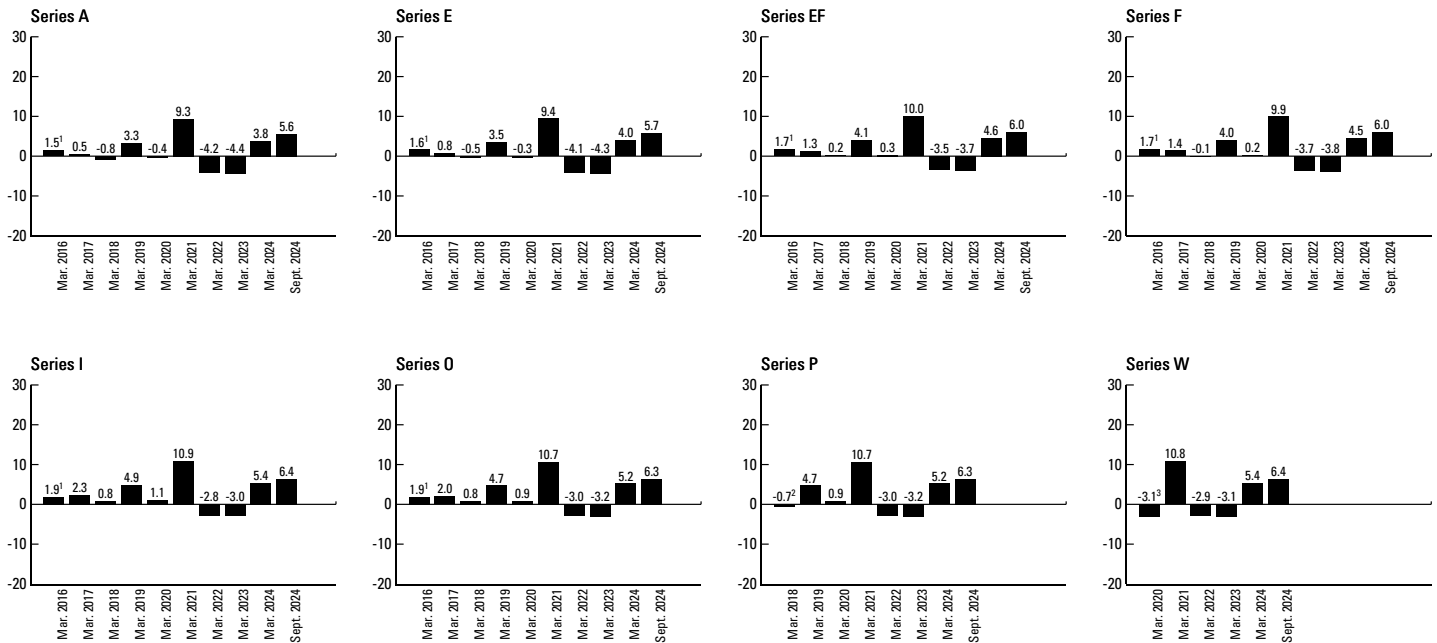 Series A
30
20
10
0
-10
-20
1.5¹ 0.5 -0.8 3.3 -0.4 9.3 -4.2 -4.4 3.8 5.6
Mar. 2016
Mar. 2017
Mar. 2018
Mar. 2019
Mar. 2020
Mar. 2021
Mar. 2022
Mar. 2023
Mar. 2024
Sept. 2024
Series E
30
20
10
0
-10
-20
1.6¹ 0.8 -0.5 3.5 -0.3 9.4 -4.1 -4.3 4.0 5.7
Mar. 2016
Mar. 2017
Mar. 2018
Mar. 2019
Mar. 2020
Mar. 2021
Mar. 2022
Mar. 2023
Mar. 2024
Sept. 2024
Series EF
30
20
10
0
-10
-20
1.7¹ 1.3 0.2 4.1 0.3 10.0 -3.5 -3.7 4.6 6.0
Mar. 2016
Mar. 2017
Mar. 2018
Mar. 2019
Mar. 2020
Mar. 2021
Mar. 2022
Mar. 2023
Mar. 2024
Sept. 2024
Series F
30
20
10
0
-10
-20
1.7¹ 1.4 -0.1 4.0 0.2 9.9 -3.7 -3.8 4.5 6.0
Mar. 2016
Mar. 2017
Mar. 2018
Mar. 2019
Mar. 2020
Mar. 2021
Mar. 2022
Mar. 2023
Mar. 2024
Sept. 2024
Series I
30
20
10
0
-10
-20
1.9¹ 2.3 0.8 4.9 1.1 10.9 -2.8 -3.0 5.4 6.4
Mar. 2016
Mar. 2017
Mar. 2018
Mar. 2019
Mar. 2020
Mar. 2021
Mar. 2022
Mar. 2023
Mar. 2024
Sept. 2024
Series O
30
20
10
0
-10
-20
1.9¹ 2.0 0.8 4.7 0.9 10.7 -3.0 -3.2 5.2 6.3
Mar. 2016
Mar. 2017
Mar. 2018
Mar. 2019
Mar. 2020
Mar. 2021
Mar. 2022
Mar. 2023
Mar. 2024
Sept. 2024
Series P
30
20
10
0
-10
-20
-0.7² 4.7 0.9 10.7 -3.0 -3.2 5.2 6.3
Mar. 2018
Mar. 2019
Mar. 2020
Mar. 2021
Mar. 2022
Mar. 2023
Mar. 2024
Sept. 2024
Series W
30
20
10
0
-10
-20
-3.1³ 10.8 -2.9 -3.1 5.4 6.4
Mar. 2020
Mar. 2021
Mar. 2022
Mar. 2023
Mar. 2024
Sept. 2024